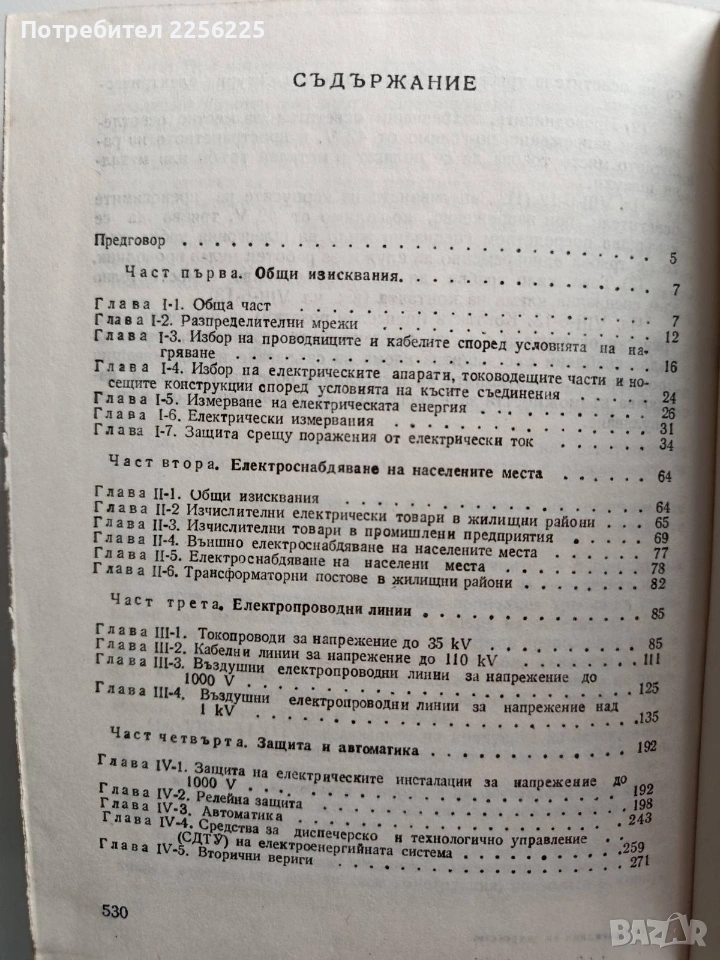 Потребител 2256225
СЪДЪРЖАНИЕ
Предговор . . . 5
Част първа. Общи изисквания. . . . 7
Глава I-1. Обща част . . . 7
Глава I-2. Разпределителни мрежи . . . 12
Глава I-3. Избор на проводниците и кабелите според условията на на-
гряване . . . 16
Глава I-4. Избор на електрическите апарати, тоководещите части и но-
сещите конструкции според условията на късите съединения . . . 24
Глава I-5. Измерване на електрическата енергия . . . 26
Глава I-6. Електрически измервания . . . 31
Глава I-7. Защита срещу поражения от електрически ток . . . 34
Част втора. Електроснабдяване на населените места . . . 64
Глава II-1. Общи изисквания . . . 64
Глава II-2 Изчислителни електрически товари в жилищни райони . . . 65
Глава II-3. Изчислителни товари в промишлени предприятия . . . 69
Глава II-4. Външно електроснабдяване на населените места . . . 77
Глава II-5. Електроснабдяване на населени места . . . 78
Глава II-6. Трансформаторни постове в жилищни райони . . . 82
Част трета. Електропроводни линии . . . 85
Глава III-1. Токопроводи за напрежение до 35 kV . . . 85
Глава III-2. Кабелни линии за напрежение до 110 kV . . . 111
Глава III-3. Въздушни електропроводни линии за напрежение до
1000 V . . . 125
Глава III-4. Въздушни електропроводни линии за напрежение над
1 kV . . . 135
Част четвърта. Защита и автоматика . . . 192
Глава IV-1. Защита на електрическите инсталации за напрежение до
1000 V . . . 192
Глава IV-2. Релейна защита . . . 198
Глава IV-3. Автоматика . . . 243
Глава IV-4. Средства за диспечерско и технологично управление
(СДТУ) на електроенергийната система . . . 259
Глава IV-5. Вторични вериги . . . 271
530
BAZAR